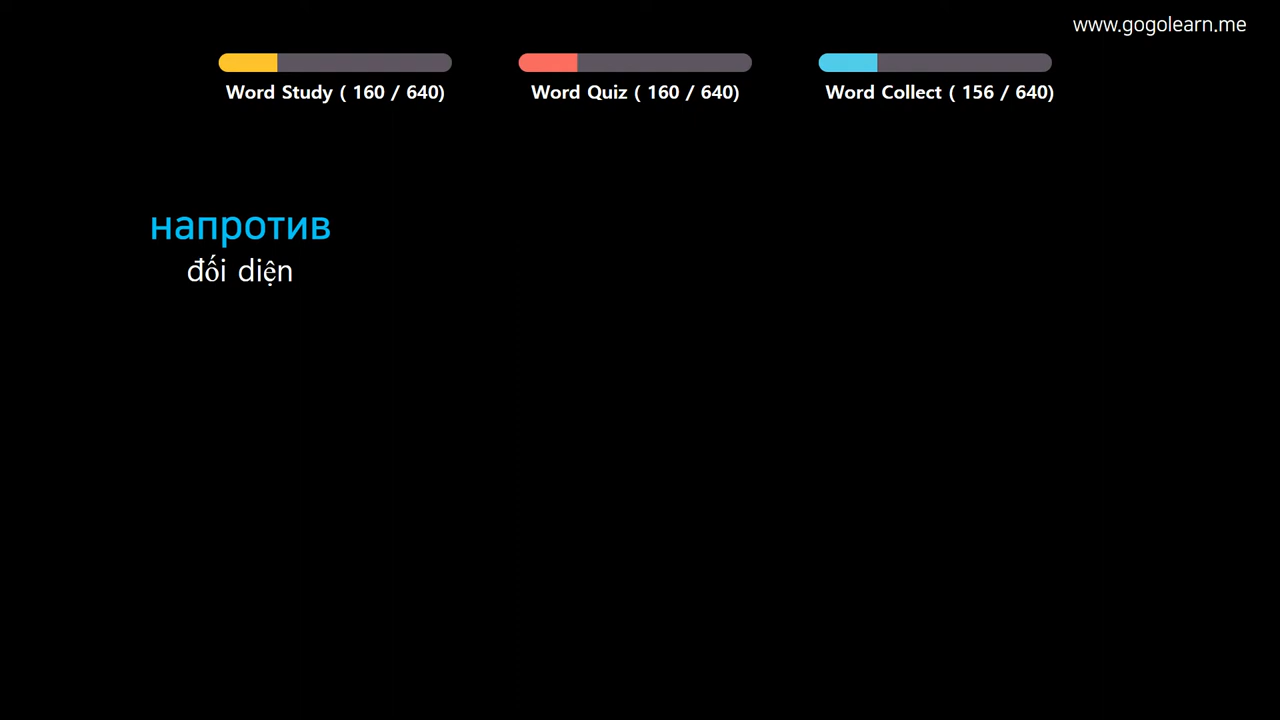 www.gogolearn.me
Word Study ( 160 / 640)
Word Quiz ( 160 / 640)
Word Collect ( 156 / 640)
напротив
đối diện